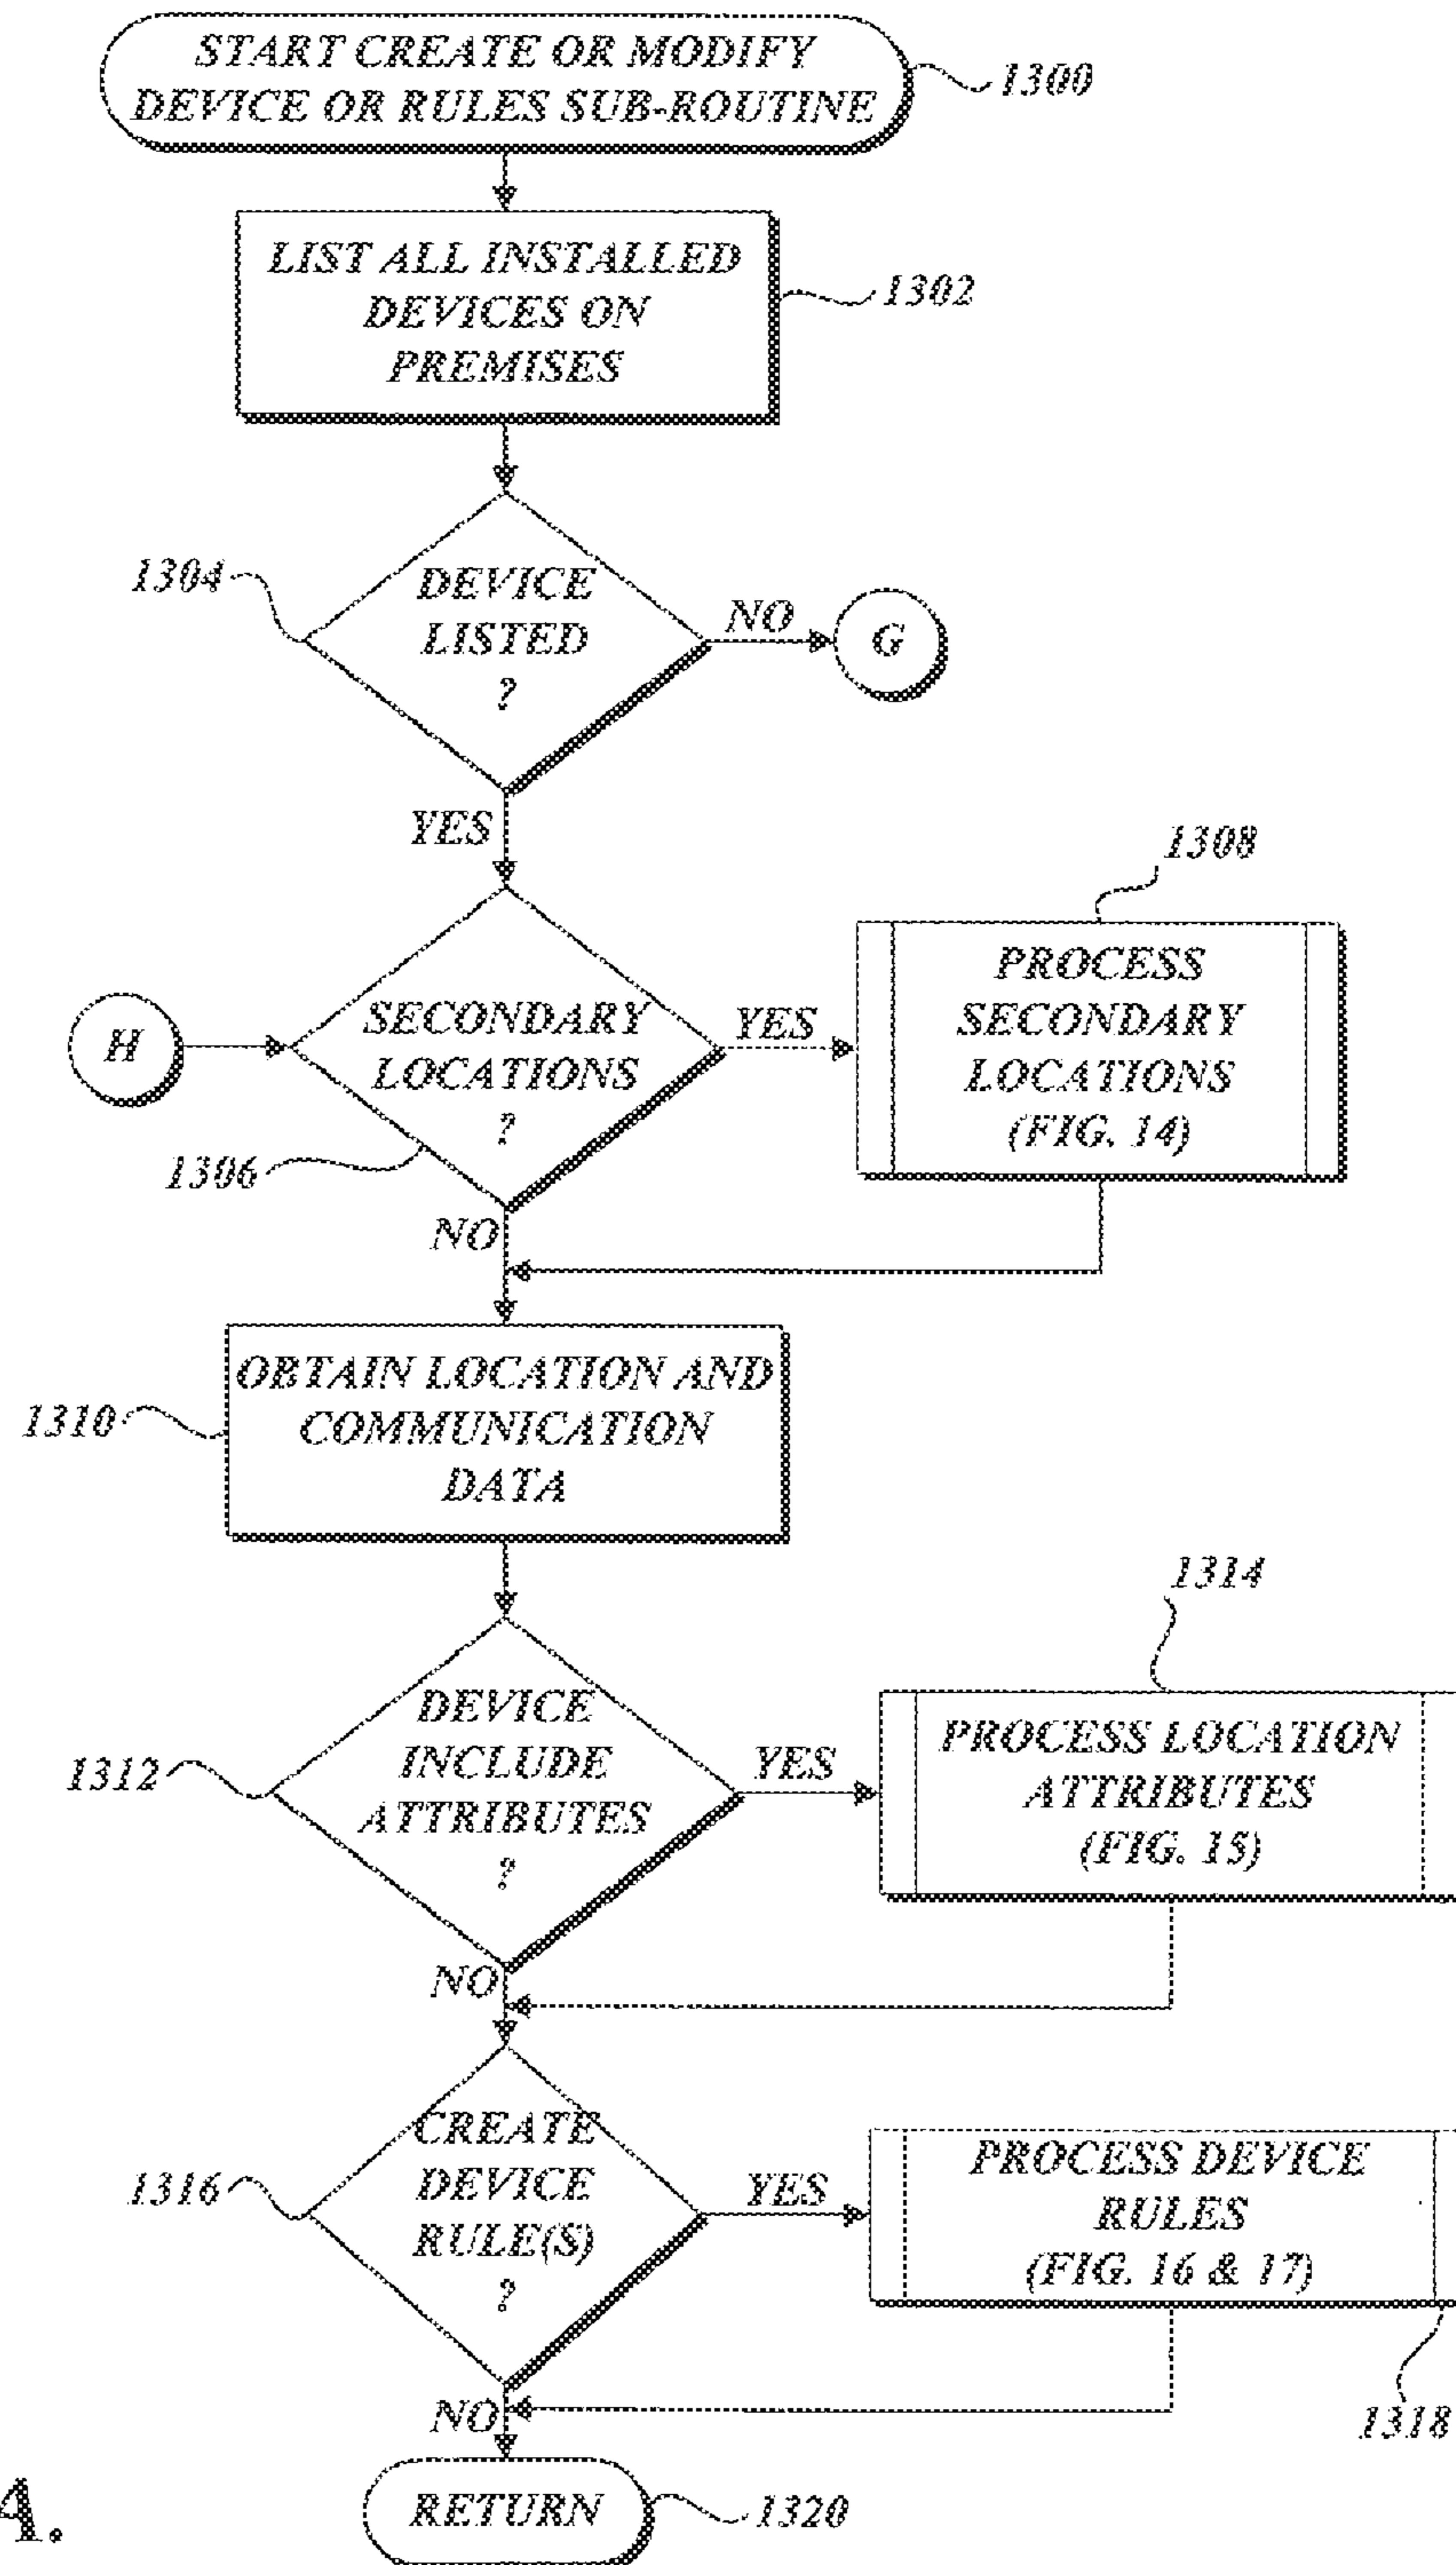 START CREATE OR MODIFY
DEVICE OR RULES SUB-ROUTINE
1300
LIST ALL INSTALLED
DEVICES ON
PREMISES
1302
1304
DEVICE
LISTED
?
NO
G
YES
1308
H
SECONDARY
LOCATIONS
?
YES
PROCESS
SECONDARY
LOCATIONS
(FIG. 14)
1306
NO
1310
OBTAIN LOCATION AND
COMMUNICATION
DATA
1314
1312
DEVICE
INCLUDE
ATTRIBUTES
?
YES
PROCESS LOCATION
ATTRIBUTES
(FIG. 15)
NO
1316
CREATE
DEVICE
RULE(S)
?
YES
PROCESS DEVICE
RULES
(FIG. 16 & 17)
1318
NO
A.
RETURN
1320